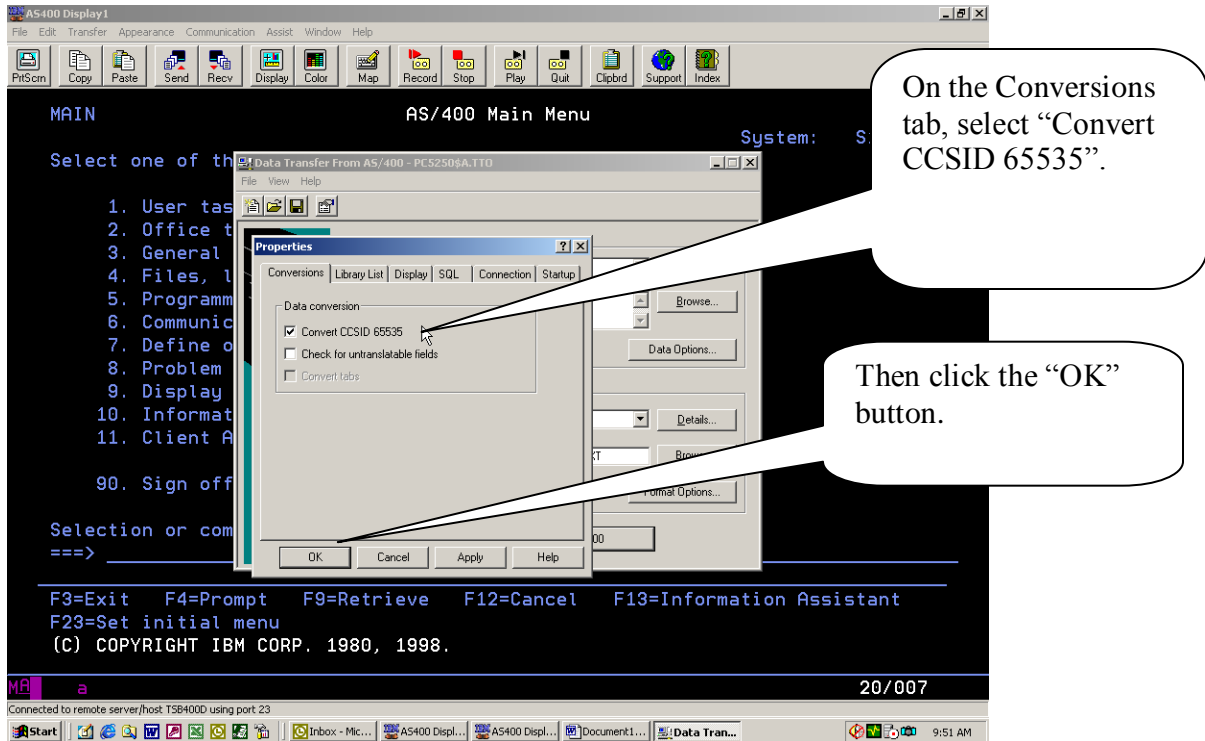 AS400 Display1
File Edit Transfer Appearance Communication Assist Window Help
PrtScrn Copy Paste Send Recv Display Color Map Record Stop Play Quit Clipbrd Support Index
MAIN AS/400 Main Menu
System: S
Select one of th
1. User tas
2. Office t
3. General
4. Files, l
5. Programm
6. Communic
7. Define o
8. Problem
9. Display
10. Informat
11. Client A
90. Sign off
Selection or com
===>
F3=Exit F4=Prompt F9=Retrieve F12=Cancel F13=Information Assistant
F23=Set initial menu
(C) COPYRIGHT IBM CORP. 1980, 1998.
MA a 20/007
Connected to remote server/host TSB400D using port 23
Start Inbox - Mic... AS400 Displ... AS400 Displ... Document1... Data Tran... 9:51 AM
Data Transfer From AS/400 - PC5250$A.TTO
File View Help
Browse...
Data Options...
Details...
XT Brow
Format Options...
00
Properties
Conversions Library List Display SQL Connection Startup
Data conversion
Convert CCSID 65535
Check for untranslatable fields
Convert tabs
OK Cancel Apply Help
On the Conversions
tab, select “Convert
CCSID 65535”.
Then click the “OK”
button.